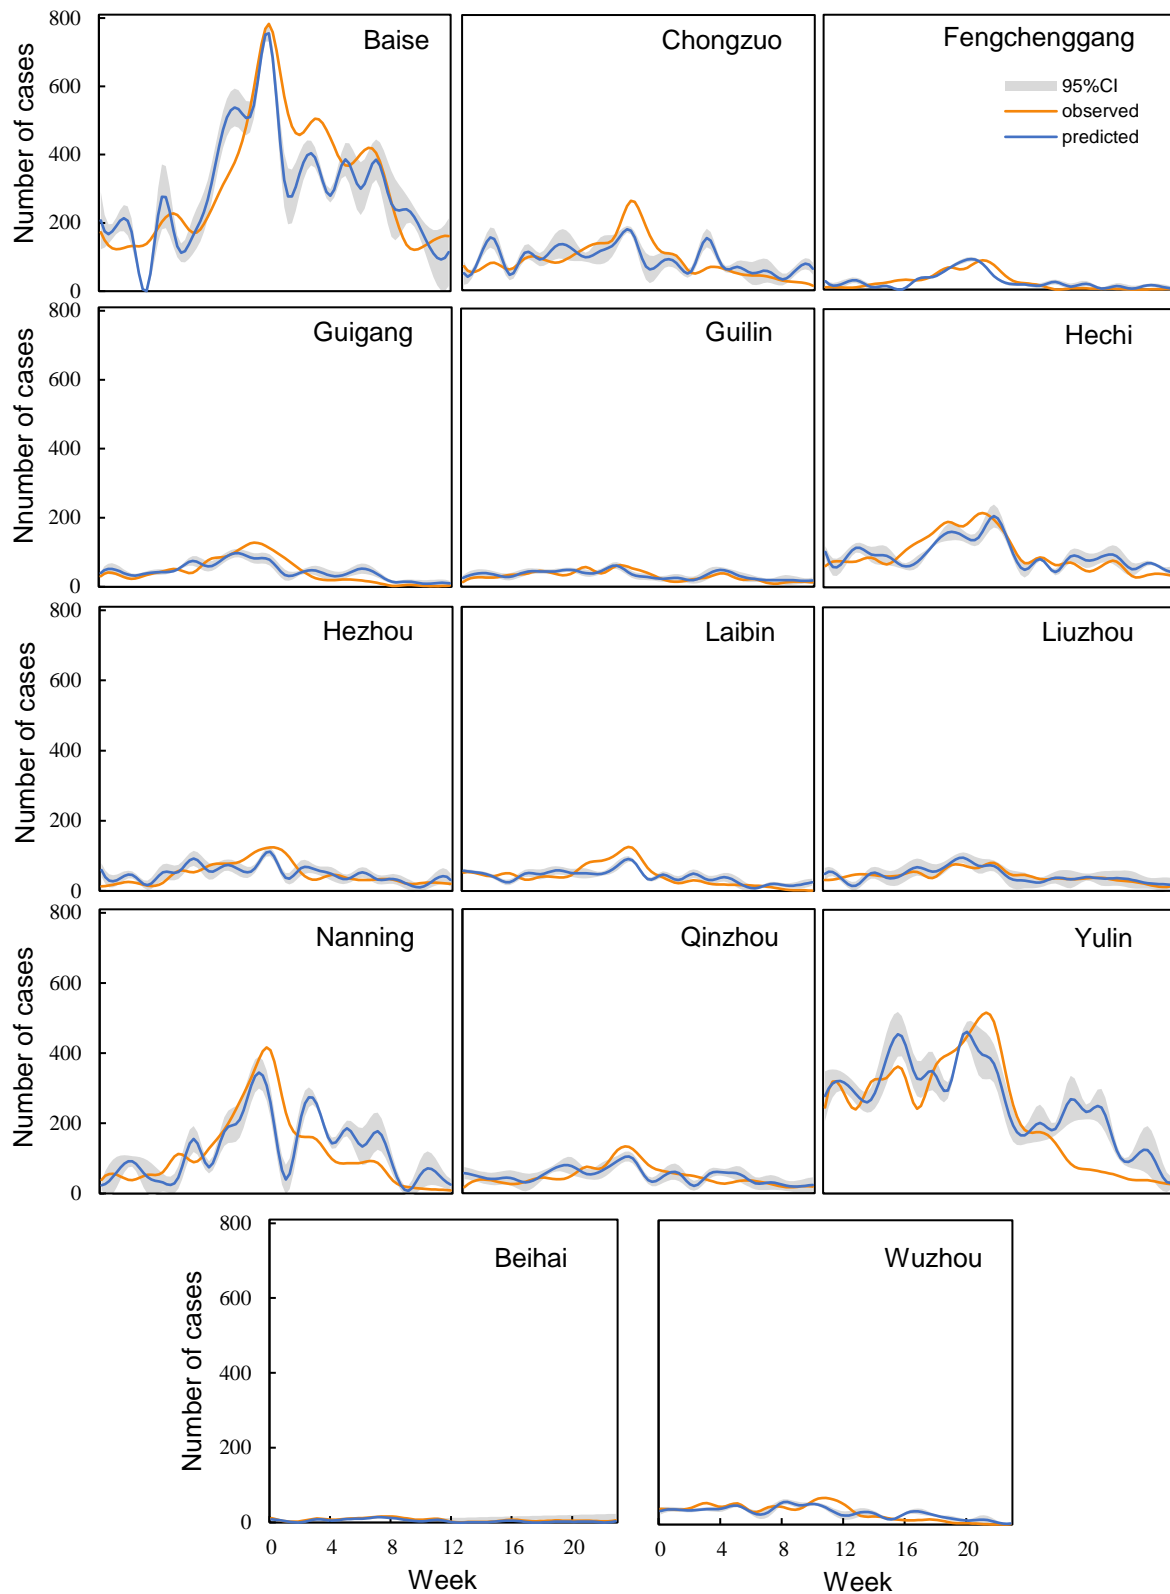 Baise
Chongzuo
Fengchenggang
95%CI
observed
predicted
Number of cases
800
600
400
200
0
Guigang
Guilin
Hechi
Nnumber of cases
800
600
400
200
0
Hezhou
Laibin
Liuzhou
Number of cases
800
600
400
200
0
Nanning
Qinzhou
Yulin
Number of cases
800
600
400
200
0
Beihai
Wuzhou
Number of cases
800
600
400
200
0
0 4 8 12 16 20
0 4 8 12 16 20
Week
Week